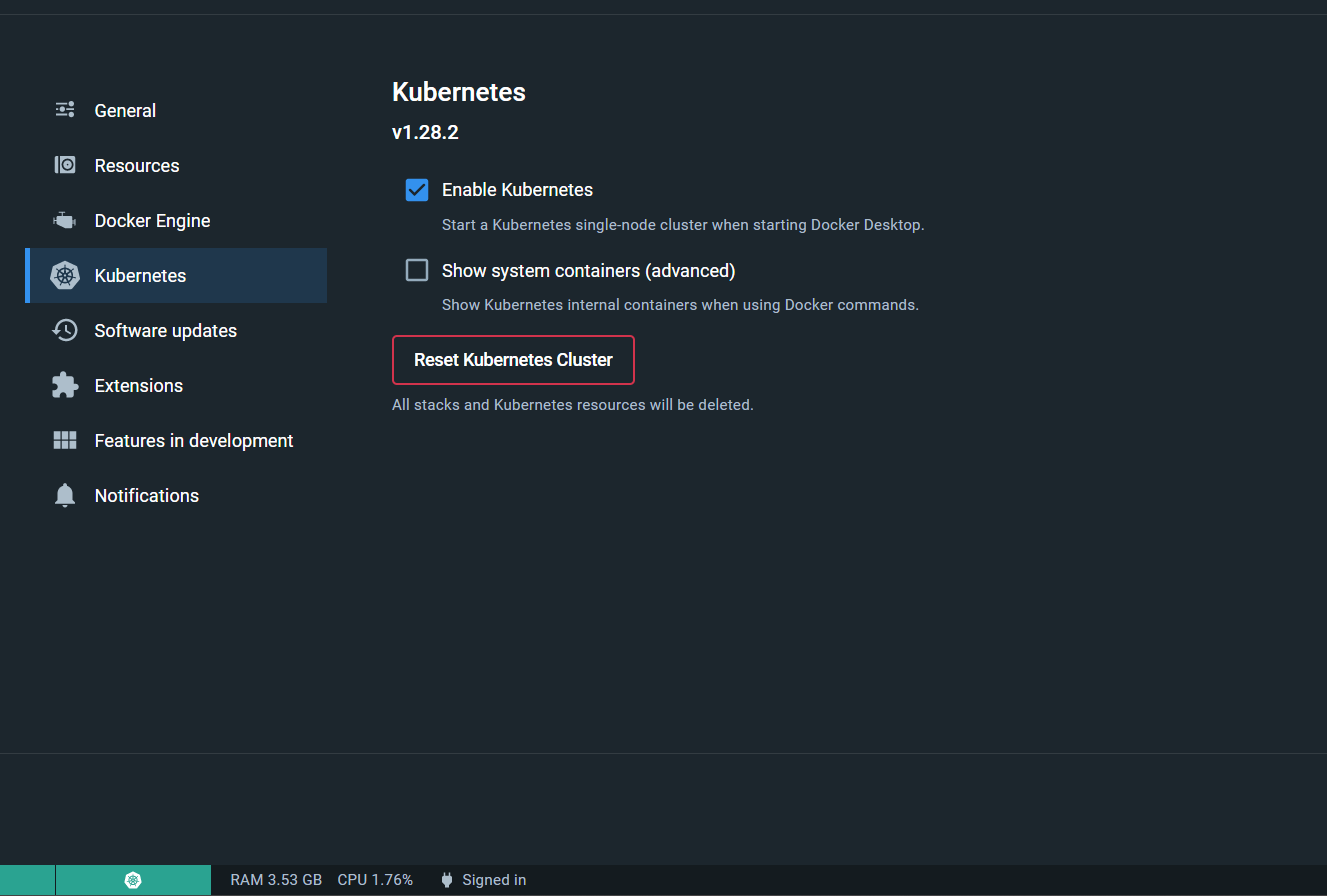 General
Resources
Docker Engine
Kubernetes
Software updates
Extensions
Features in development
Notifications
Kubernetes
v1.28.2
Enable Kubernetes
Start a Kubernetes single-node cluster when starting Docker Desktop.
Show system containers (advanced)
Show Kubernetes internal containers when using Docker commands.
Reset Kubernetes Cluster
All stacks and Kubernetes resources will be deleted.
RAM 3.53 GB CPU 1.76% Signed in